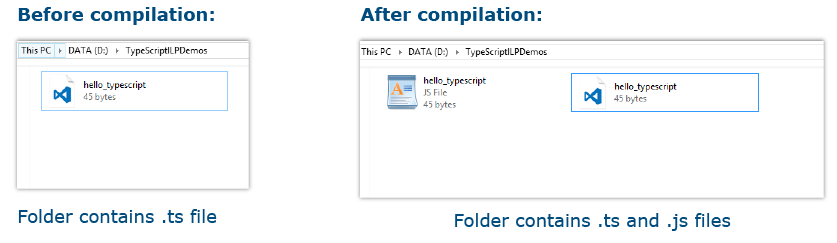 Before compilation:
After compilation:
This PC > DATA (D:) > TypeScriptILPDemos
hello_typescript
45 bytes
This PC > DATA (D:) > TypeScriptILPDemos
hello_typescript
JS File
45 bytes
hello_typescript
45 bytes
Folder contains .ts file
Folder contains .ts and .js files